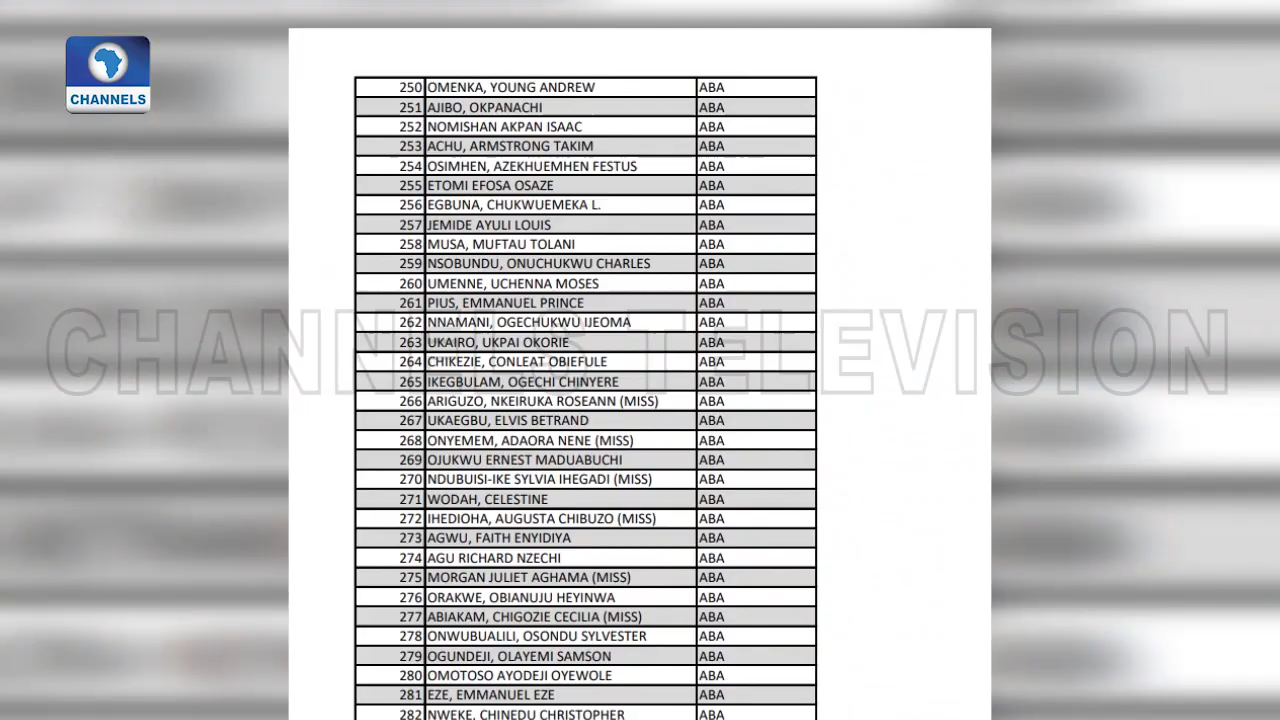 CHANNELS
250 OMENKA, YOUNG ANDREW ABA
251 AJIBO, OKPANACHI ABA
252 NOMISHAN AKPAN ISAAC ABA
253 ACHU, ARMSTRONG TAKIM ABA
254 OSIMHEN, AZEKHUEMHEN FESTUS ABA
255 ETOMI EFOSA OSAZE ABA
256 EGBUNA, CHUKWUEMEKA L. ABA
257 JEMIDE AYULI LOUIS ABA
258 MUSA, MUFTAU TOLANI ABA
259 NSOBUNDU, ONUCHUKWU CHARLES ABA
260 UMENNE, UCHENNA MOSES ABA
261 PIUS, EMMANUEL PRINCE ABA
262 NNAMANI, OGECHUKWU IJEOMA ABA
263 UKAIRO, UKPAI OKORIE ABA
CHANNELS TELEVISION
264 CHIKEZIE, CONLEAT OBIEFULE ABA
265 IKEGBULAM, OGECHI CHINYERE ABA
266 ARIGUZO, NKEIRUKA ROSEANN (MISS) ABA
267 UKAEGBU, ELVIS BETRAND ABA
268 ONYEMEM, ADAORA NENE (MISS) ABA
269 OJUKWU ERNEST MADUABUCHI ABA
270 NDUBUISI-IKE SYLVIA IHEGADI (MISS) ABA
271 WODAH, CELESTINE ABA
272 IHEDIOHA, AUGUSTA CHIBUZO (MISS) ABA
273 AGWU, FAITH ENYIDIYA ABA
274 AGU RICHARD NZECHI ABA
275 MORGAN JULIET AGHAMA (MISS) ABA
276 ORAKWE, OBIANUJU HEYINWA ABA
277 ABIAKAM, CHIGOZIE CECILIA (MISS) ABA
278 ONWUBUALILI, OSONDU SYLVESTER ABA
279 OGUNDEJI, OLAYEMI SAMSON ABA
280 OMOTOSO AYODEJI OYEWOLE ABA
281 EZE, EMMANUEL EZE ABA
282 NWEKE, CHINEDU CHRISTOPHER ABA